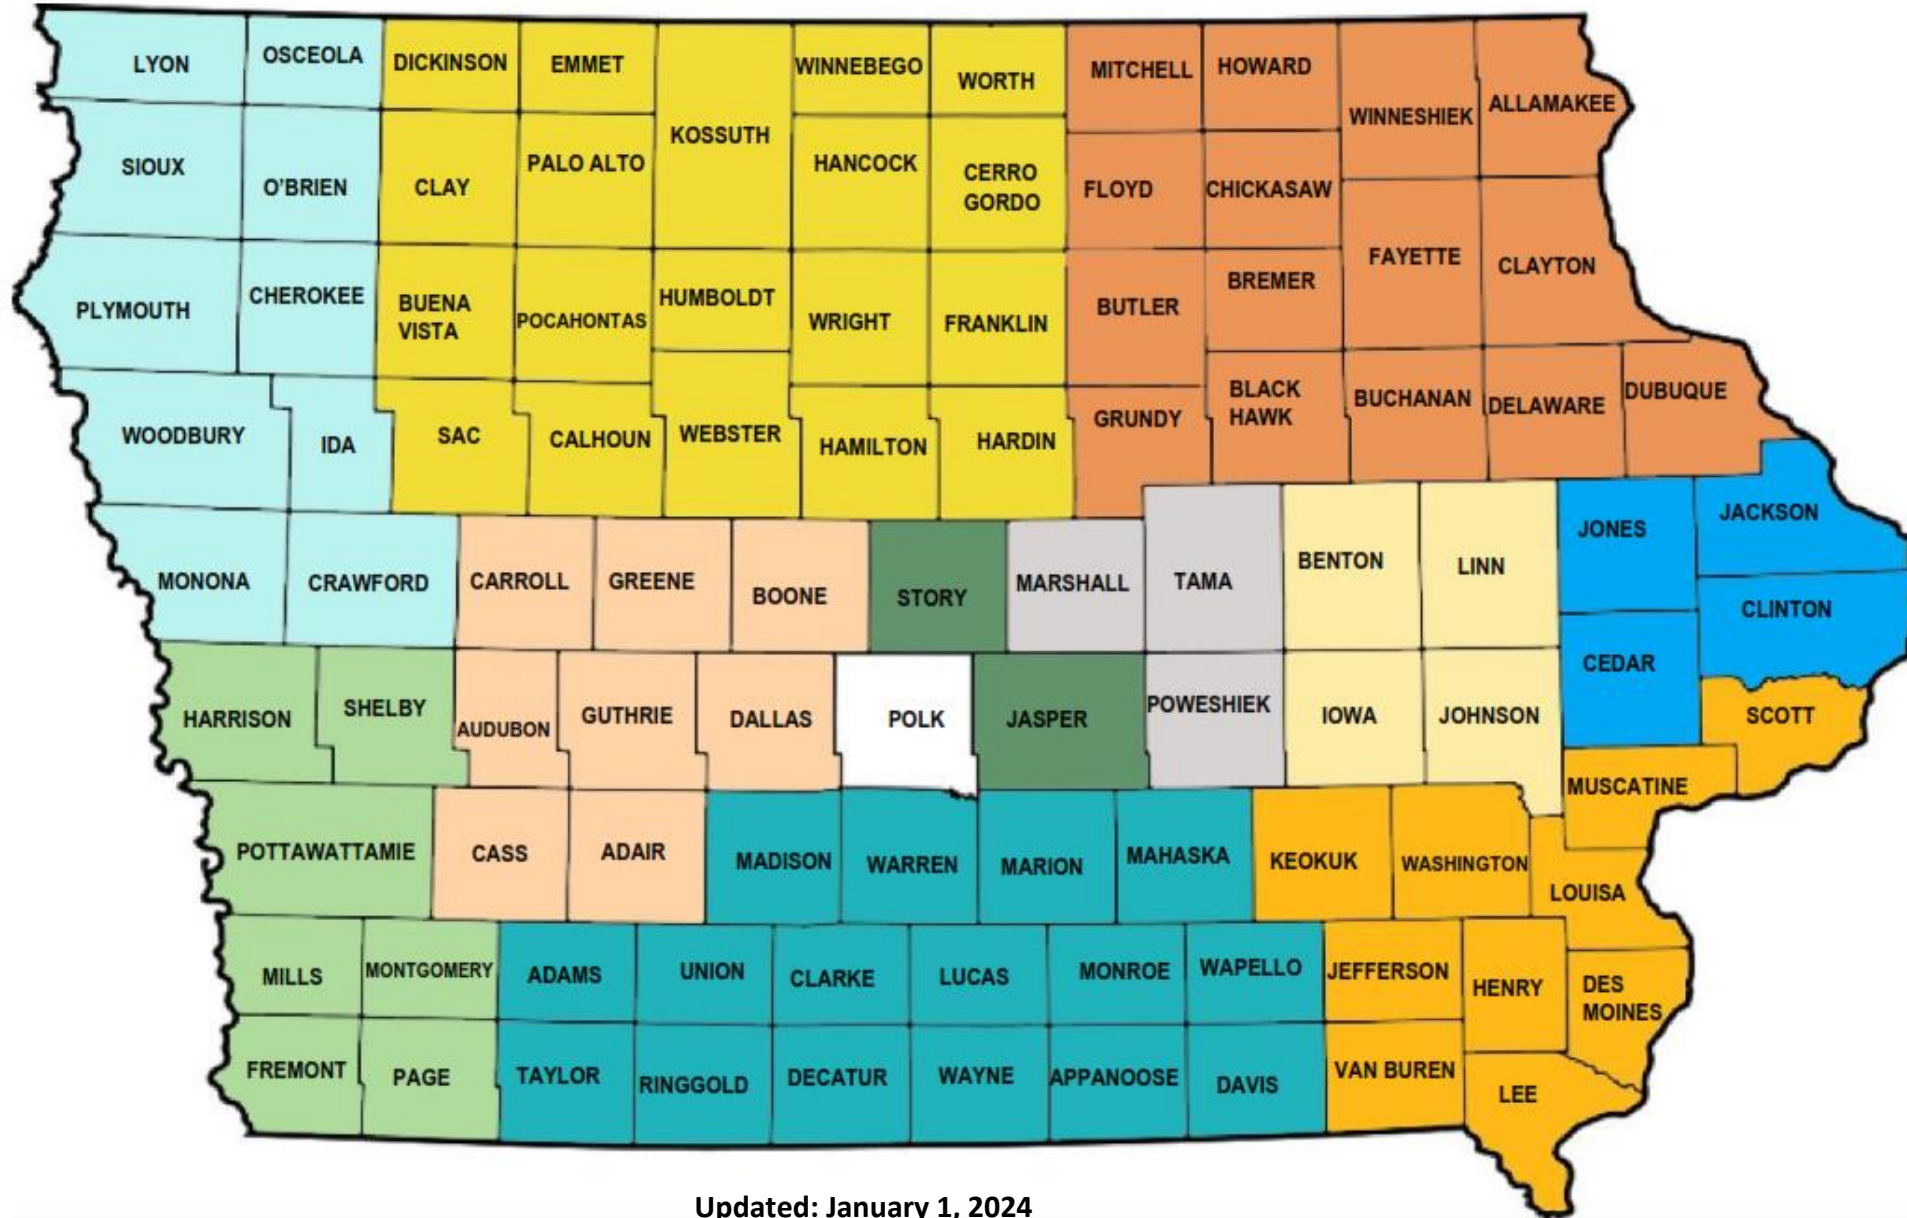 LYON
OSCEOLA
DICKINSON
EMMET
KOSSUTH
WINNEBEGO
WORTH
MITCHELL
HOWARD
WINNESHIEK
ALLAMAKEE
SIOUX
O'BRIEN
CLAY
PALO ALTO
HANCOCK
CERRO
GORDO
FLOYD
CHICKASAW
PLYMOUTH
CHEROKEE
BUENA
VISTA
POCAHONTAS
HUMBOLDT
WRIGHT
FRANKLIN
BUTLER
BREMER
FAYETTE
CLAYTON
WOODBURY
IDA
SAC
CALHOUN
WEBSTER
HAMILTON
HARDIN
GRUNDY
BLACK
HAWK
BUCHANAN
DELAWARE
DUBUQUE
MONONA
CRAWFORD
CARROLL
GREENE
BOONE
STORY
MARSHALL
TAMA
BENTON
LINN
JONES
JACKSON
CLINTON
HARRISON
SHELBY
AUDUBON
GUTHRIE
DALLAS
POLK
JASPER
POWESHIEK
IOWA
JOHNSON
CEDAR
SCOTT
MUSCATINE
POTTAWATTAMIE
CASS
ADAIR
MADISON
WARREN
MARION
MAHASKA
KEOKUK
WASHINGTON
LOUISA
MILLS
MONTGOMERY
ADAMS
UNION
CLARKE
LUCAS
MONROE
WAPELLO
JEFFERSON
HENRY
DES
MOINES
FREMONT
PAGE
TAYLOR
RINGGOLD
DECATUR
WAYNE
APPANOOSE
DAVIS
VAN BUREN
LEE
Updated: January 1, 2024